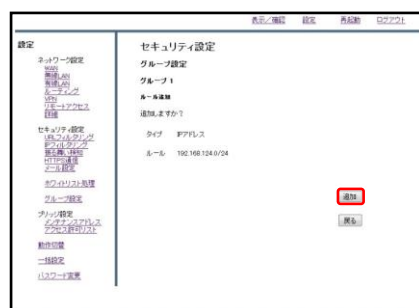 表示／確認 設定 再起動 ログアウト
設定
ネットワーク設定
WAN
無線LAN
有線LAN
ルーティング
VPN
リモートアクセス
詳細
セキュリティ設定
URLフィルタリング
IPフィルタリング
振る舞い検知
HTTPS通信
メール設定
ホワイトリスト処理
グループ設定
ブリッジ設定
メンテナンスアドレス
アクセス許可リスト
動作切替
一括設定
パスワード変更
セキュリティ設定
グループ設定
グループ 1
ルール追加
追加しますか？
タイプ IPアドレス
ルール 192.168.124.0/24
追加
戻る